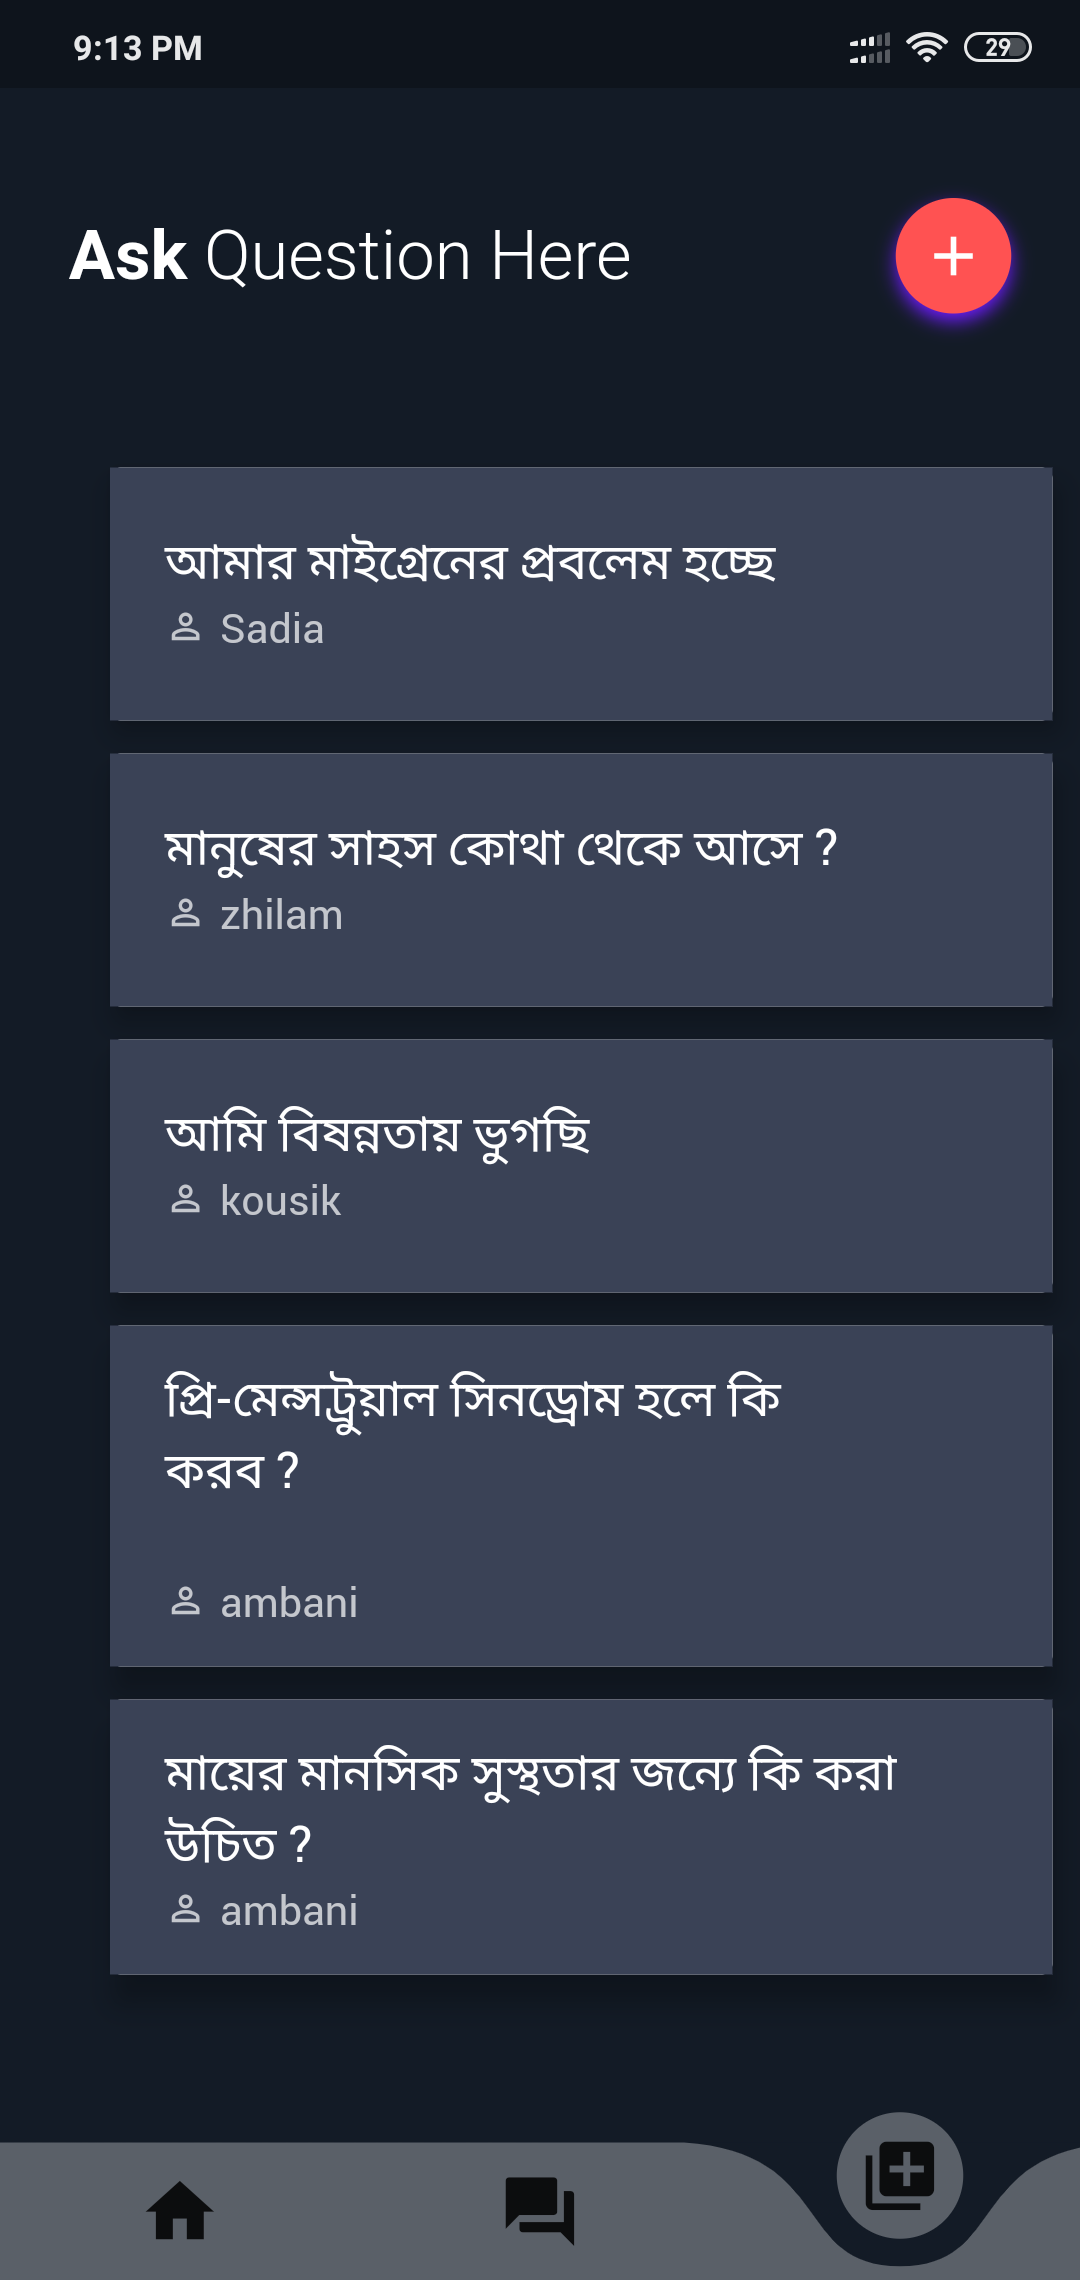 9:13 PM
29
Ask Question Here
আমার মাইগ্রেনের প্রবলেম হচ্ছে
Sadia
মানুষের সাহস কোথা থেকে আসে ?
zhilam
আমি বিষন্নতায় ভুগছি
kousik
প্রি-মেন্সট্রুয়াল সিনড্রোম হলে কি
করব ?
ambani
মায়ের মানসিক সুস্থতার জন্যে কি করা
উচিত ?
ambani